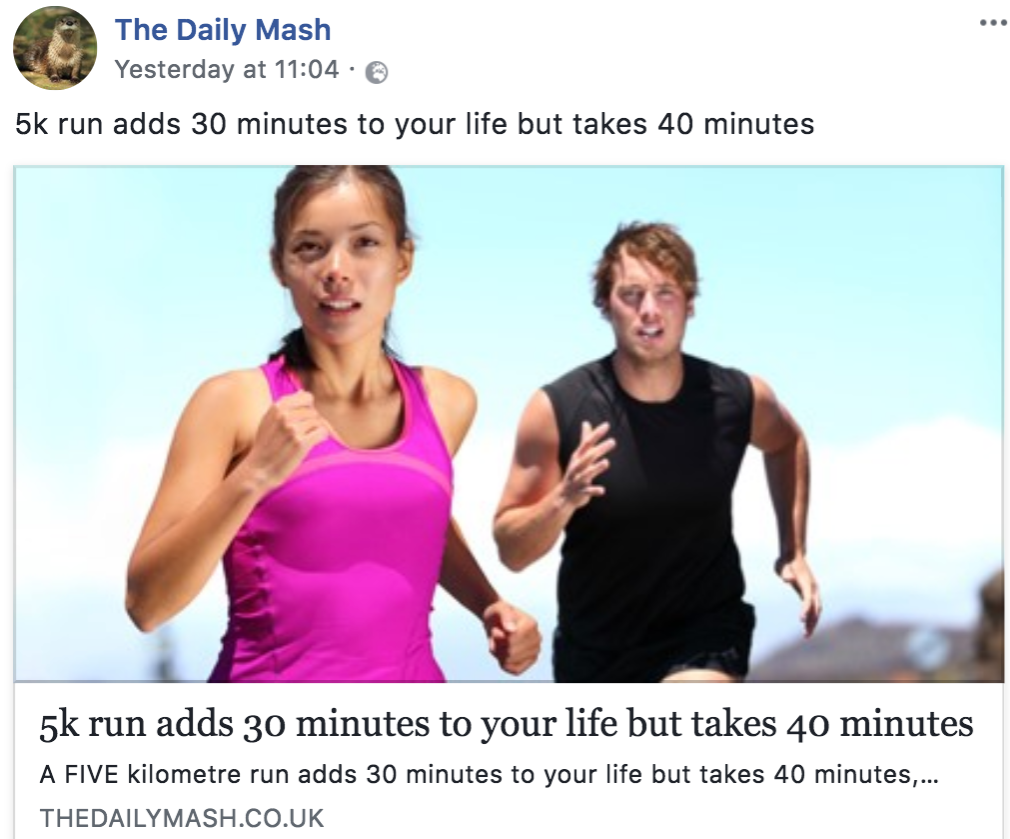 The Daily Mash
Yesterday at 11:04 ·
5k run adds 30 minutes to your life but takes 40 minutes
5k run adds 30 minutes to your life but takes 40 minutes
A FIVE kilometre run adds 30 minutes to your life but takes 40 minutes,...
THEDAILYMASH.CO.UK